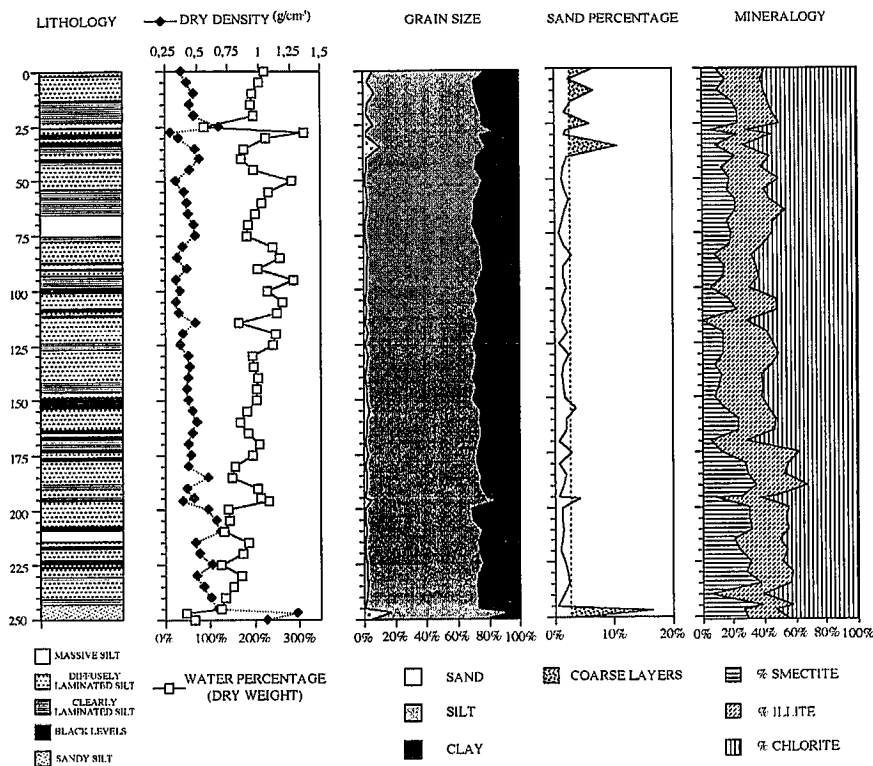 LITHOLOGY
DRY DENSITY (g/cm³)
GRAIN SIZE
SAND PERCENTAGE
MINERALOGY
0,25 0,5 0,75 1 1,25 1,5
0
25
50
75
100
125
150
175
200
225
250
0% 100% 200% 300%
0% 20% 40% 60% 80% 100%
0% 10% 20%
0% 20% 40% 60% 80% 100%
MASSIVE SILT
DIFFUSELY
LAMINATED SILT
CLEARLY
LAMINATED SILT
BLACK LEVELS
SANDY SILT
WATER PERCENTAGE
(DRY WEIGHT)
SAND
SILT
CLAY
COARSE LAYERS
% SMECTITE
% ILLITE
% CHLORITE